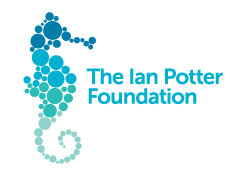 The Ian Potter
Foundation